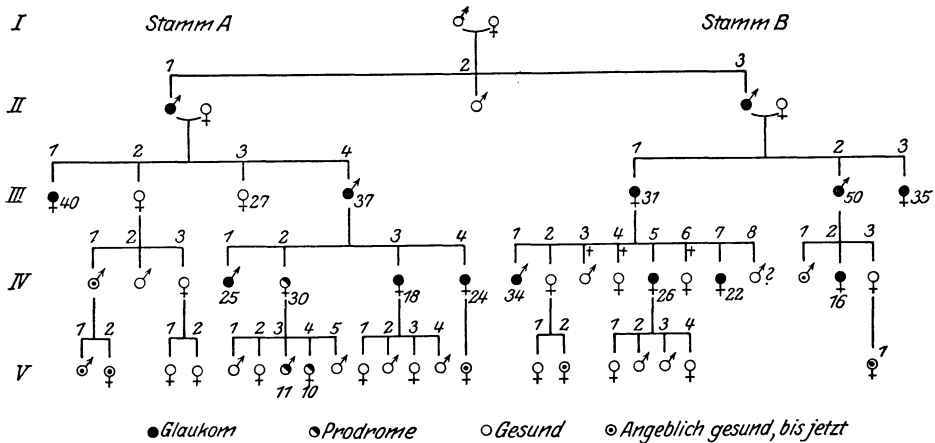 I Stamm A Stamm B
1 2 3
II
1 2 3 4 1 2 3
III 40 27 37 31 50 35
1 2 3 1 2 3 4 1 2 3 4 5 6 7 8 1 2 3
IV 25 30 18 24 34 26 22 ? 16
1 2 1 2 1 2 3 4 5 1 2 3 4 1 2 1 2 3 4 1
V 11 10
Glaukom Prodrome Gesund Angeblich gesund, bis jetzt